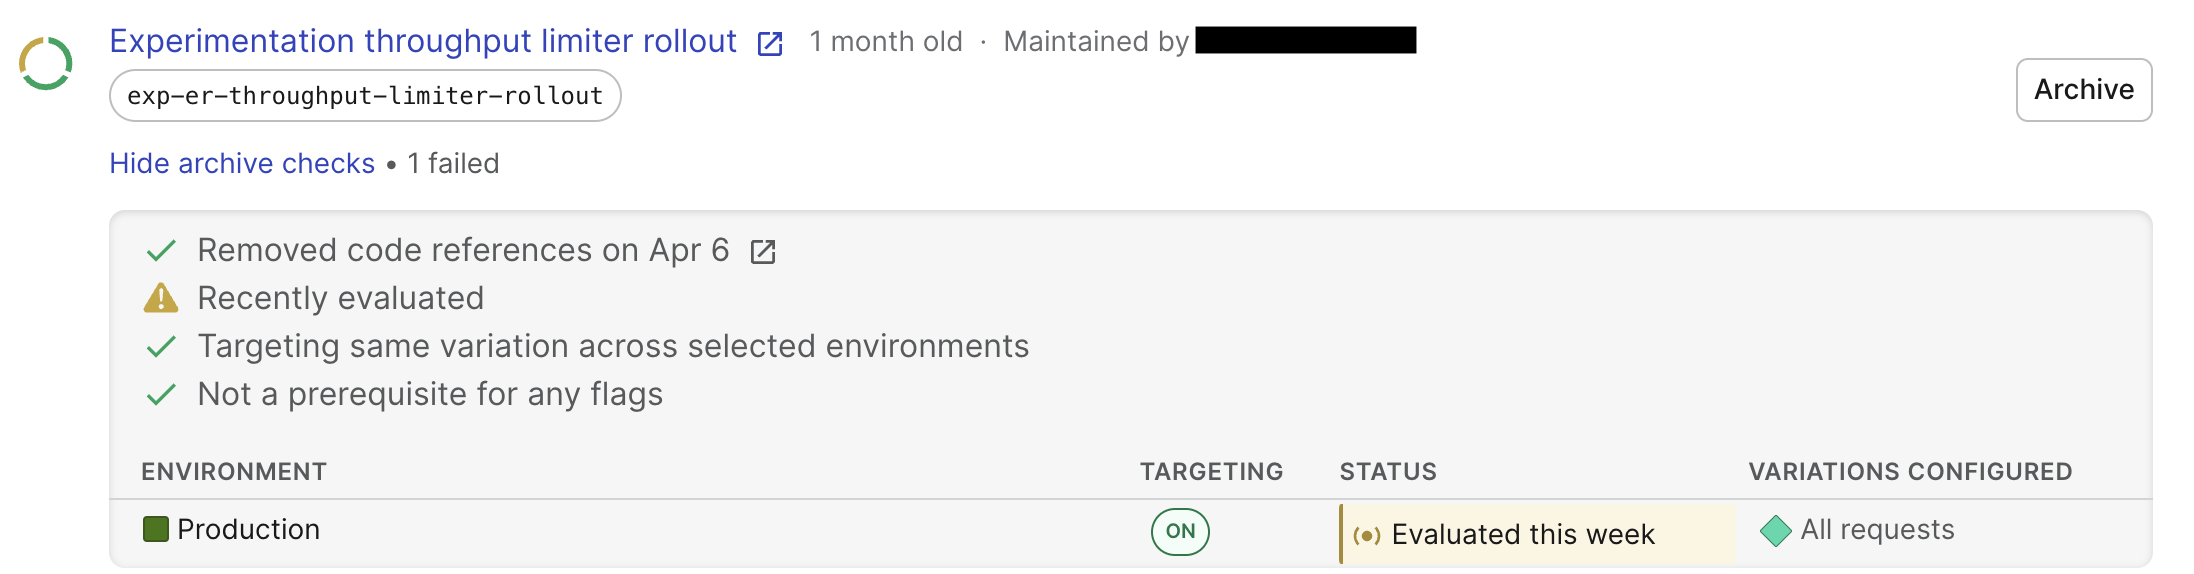 Experimentation throughput limiter rollout 1 month old · Maintained by
exp-er-throughput-limiter-rollout
Archive
Hide archive checks • 1 failed
Removed code references on Apr 6
Recently evaluated
Targeting same variation across selected environments
Not a prerequisite for any flags
ENVIRONMENT TARGETING STATUS VARIATIONS CONFIGURED
Production ON Evaluated this week All requests